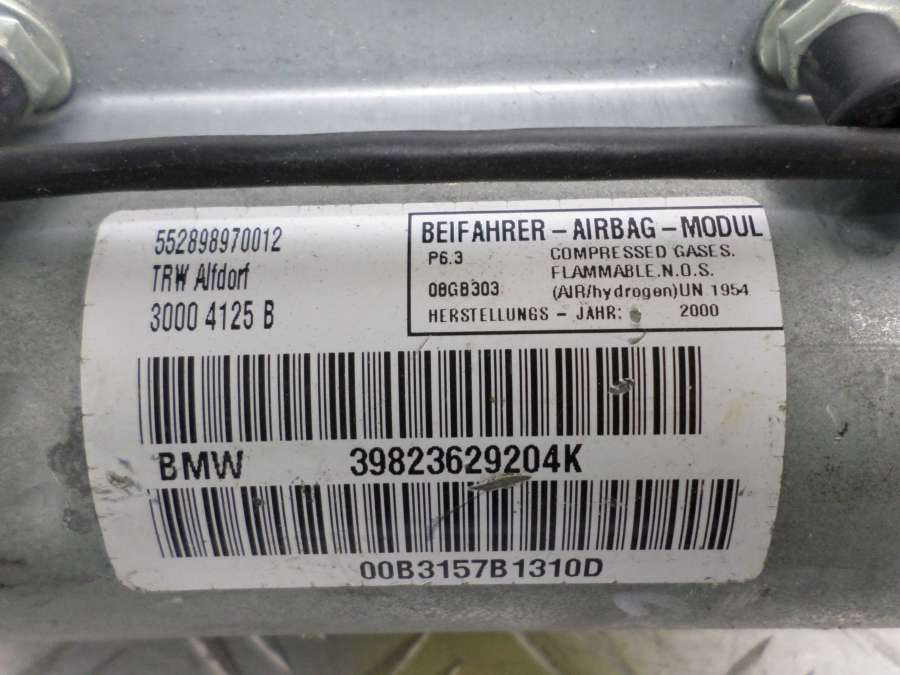 552898970012
TRW Alfdorf
3000 4125 B
BEIFAHRER - AIRBAG - MODUL
P6.3 COMPRESSED GASES.
FLAMMABLE.N.O.S.
08GB303 (AIR/hydrogen)UN 1954
HERSTELLUNGS - JAHR: 2000
BMW 39823629204K
00B3157B1310D